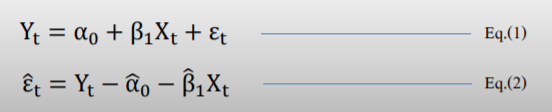 Yₜ = α₀ + β₁Xₜ + εₜ Eq.(1)
ε̂ₜ = Yₜ − α̂₀ − β̂₁Xₜ Eq.(2)